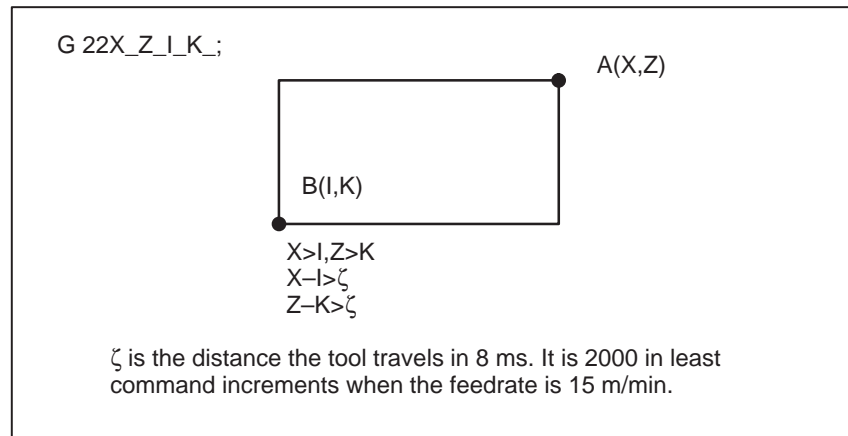 G 22X_Z_I_K_;
A(X,Z)
B(I,K)
X>I,Z>K
X–I>ζ
Z–K>ζ
ζ is the distance the tool travels in 8 ms. It is 2000 in least
command increments when the feedrate is 15 m/min.